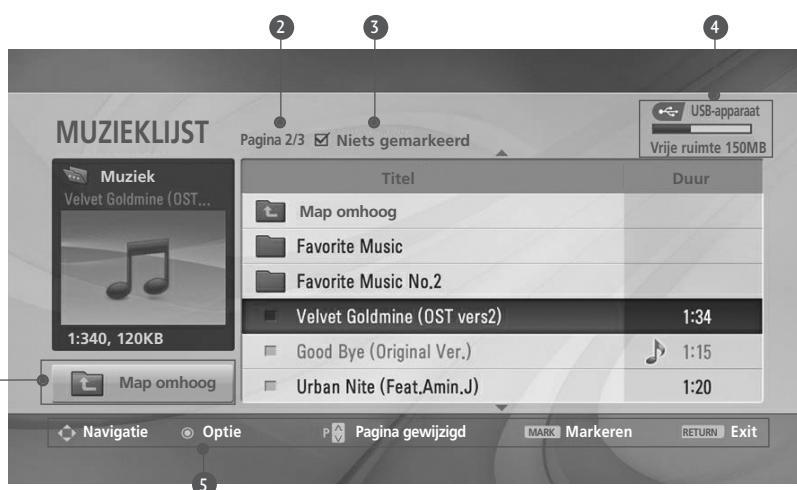 2 3 4
USB-apparaat
MUZIEKLIJST
Pagina 2/3 Niets gemarkeerd
Vrije ruimte 150MB
Muziek
Velvet Goldmine (OST...
1:340, 120KB
Map omhoog
Titel Duur
Map omhoog
Favorite Music
Favorite Music No.2
Velvet Goldmine (OST vers2) 1:34
Good Bye (Original Ver.) 1:15
Urban Nite (Feat.Amin.J) 1:20
Navigatie Optie P Pagina gewijzigd MARK Markeren RETURN Exit
5